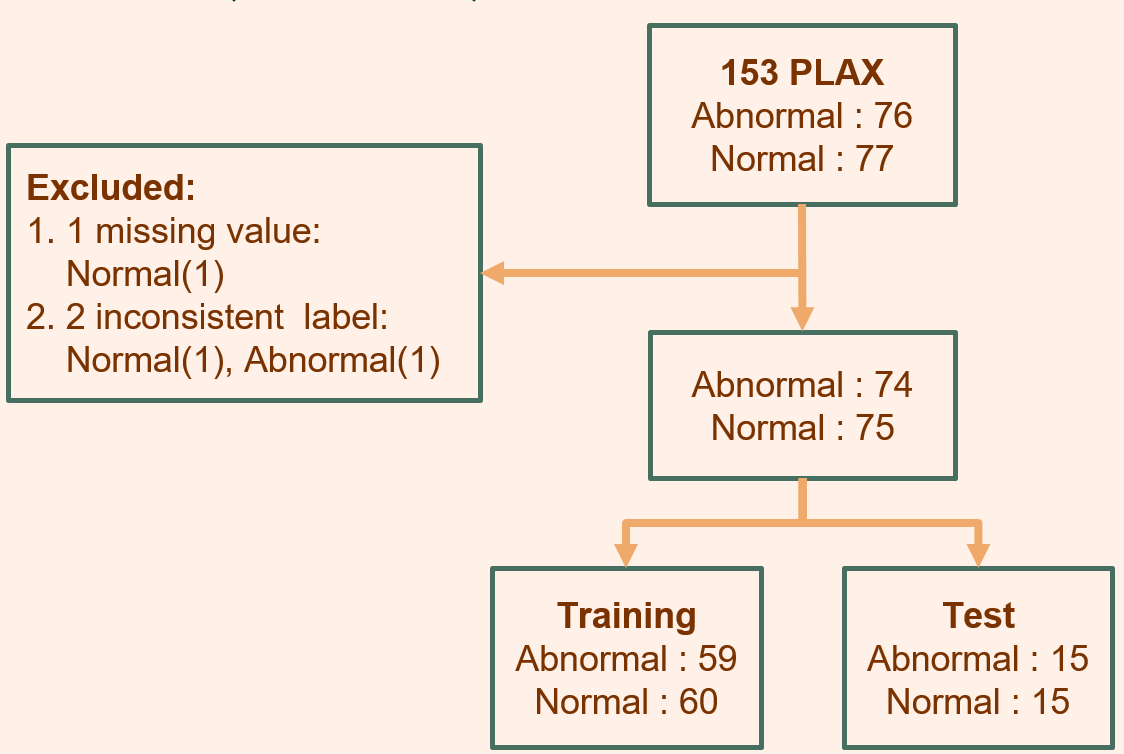 153 PLAX
Abnormal : 76
Normal : 77
Excluded:
1. 1 missing value:
Normal(1)
2. 2 inconsistent  label:
Normal(1), Abnormal(1)
Abnormal : 74
Normal : 75
Training
Abnormal : 59
Normal : 60
Test
Abnormal : 15
Normal : 15